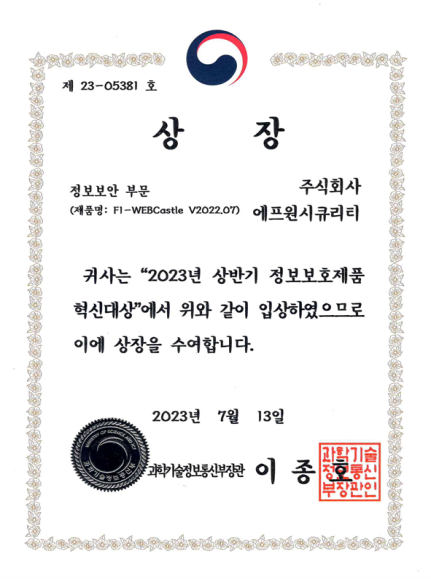 제 23-05381 호
상 장
정보보안 부문
(제품명: F1-WEBCastle V2022.07)
주식회사
에프원시큐리티
귀사는 “2023년 상반기 정보보호제품
혁신대상”에서 위와 같이 입상하였으므로
이에 상장을 수여합니다.
2023년 7월 13일
과학기술정보통신부장관 이 종 호
과학기술
정보통신
부장관인